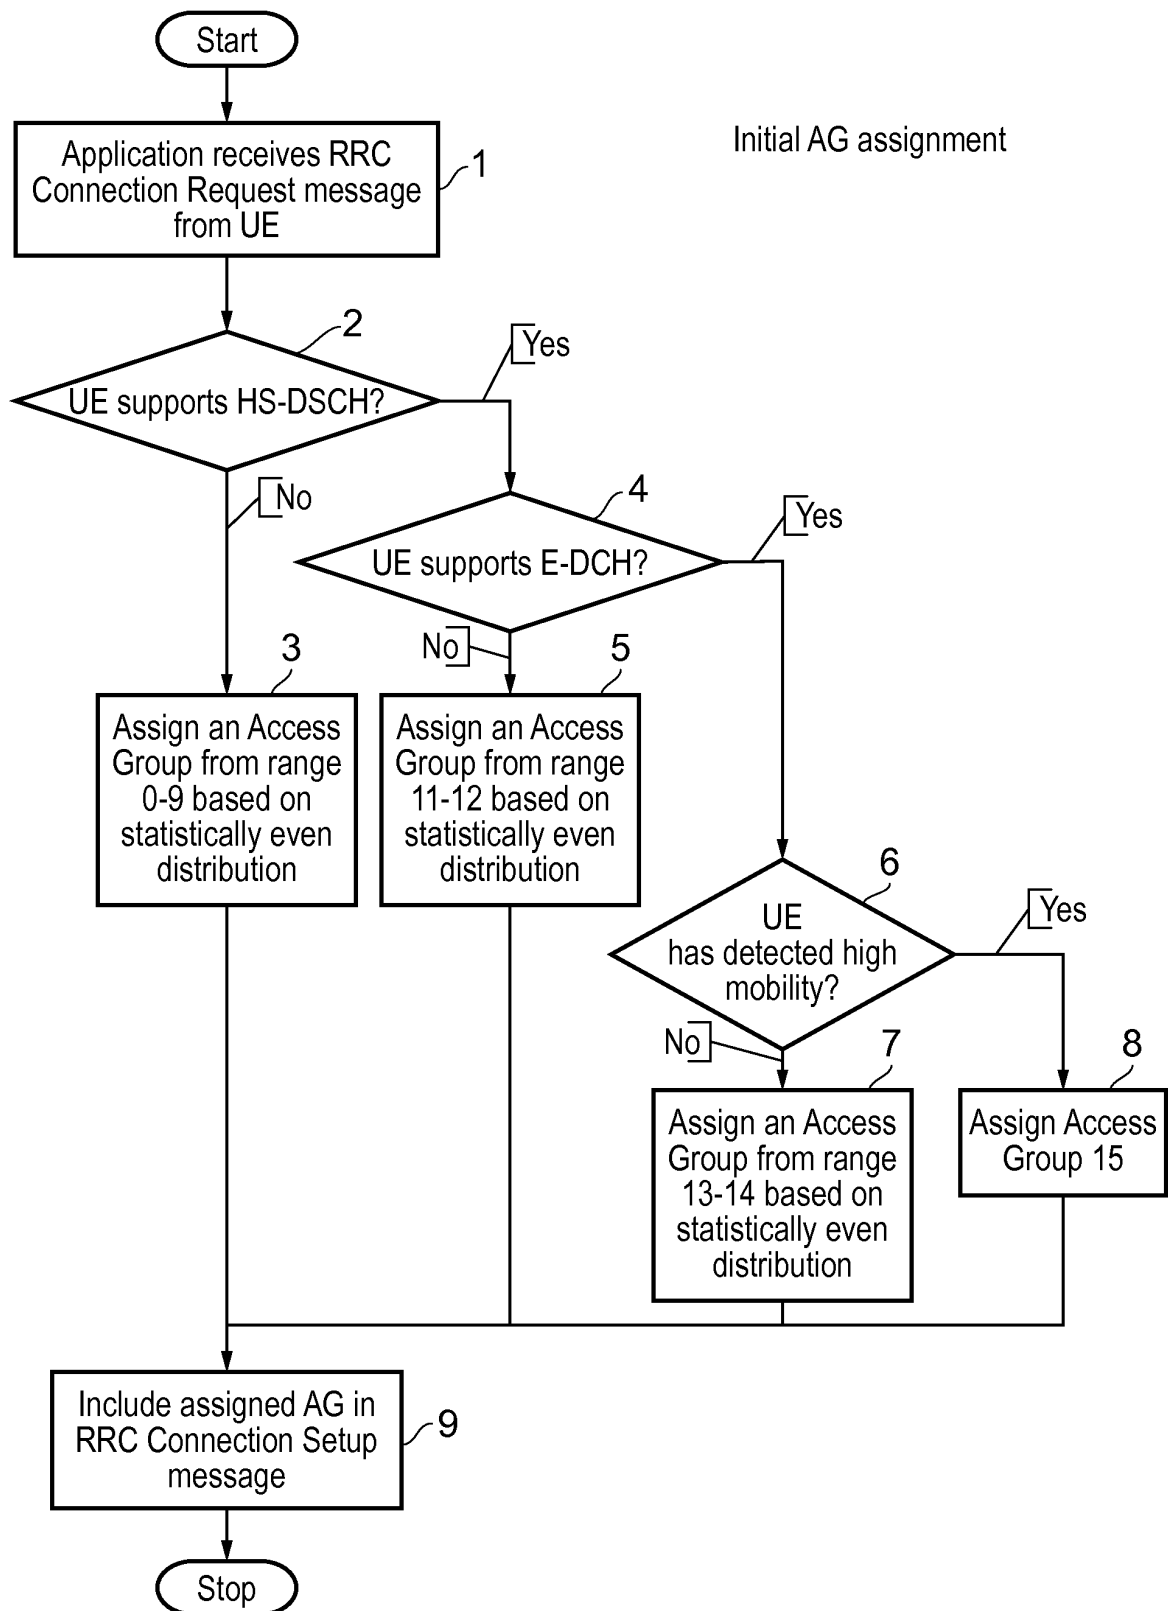 Start
Initial AG assignment
Application receives RRC
Connection Request message
from UE
1
2
UE supports HS-DSCH?
Yes
No
4
UE supports E-DCH?
Yes
No
3
Assign an Access
Group from range
0-9 based on
statistically even
distribution
5
Assign an Access
Group from range
11-12 based on
statistically even
distribution
6
UE
has detected high
mobility?
Yes
No
7
Assign an Access
Group from range
13-14 based on
statistically even
distribution
8
Assign Access
Group 15
Include assigned AG in
RRC Connection Setup
message
9
Stop